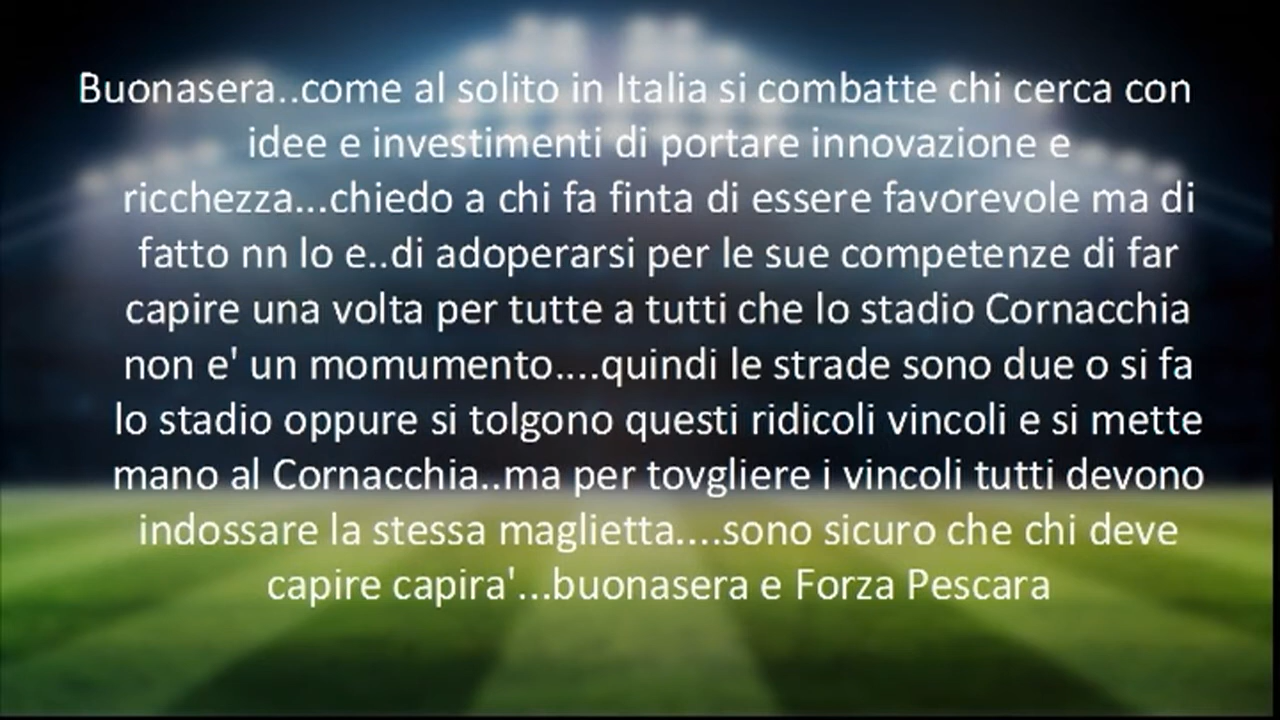 Buonasera..come al solito in Italia si combatte chi cerca con
idee e investimenti di portare innovazione e
ricchezza...chiedo a chi fa finta di essere favorevole ma di
fatto nn lo e..di adoperarsi per le sue competenze di far
capire una volta per tutte a tutti che lo stadio Cornacchia
non e' un momumento....quindi le strade sono due o si fa
lo stadio oppure si tolgono questi ridicoli vincoli e si mette
mano al Cornacchia..ma per tovgliere i vincoli tutti devono
indossare la stessa maglietta....sono sicuro che chi deve
capire capira'...buonasera e Forza Pescara